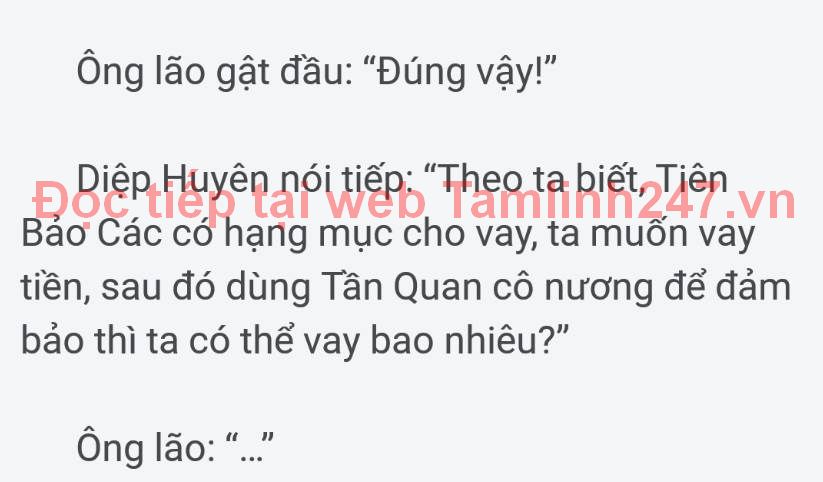 Ông lão gật đầu: “Đúng vậy!”
Diệp Huyên nói tiếp: “Theo ta biết, Tiên
Đọc tiếp tại web Tamlinh247.vn
Bảo Các có hạng mục cho vay, ta muốn vay
tiền, sau đó dùng Tần Quan cô nương để đảm
bảo thì ta có thể vay bao nhiêu?”
Ông lão: “...”